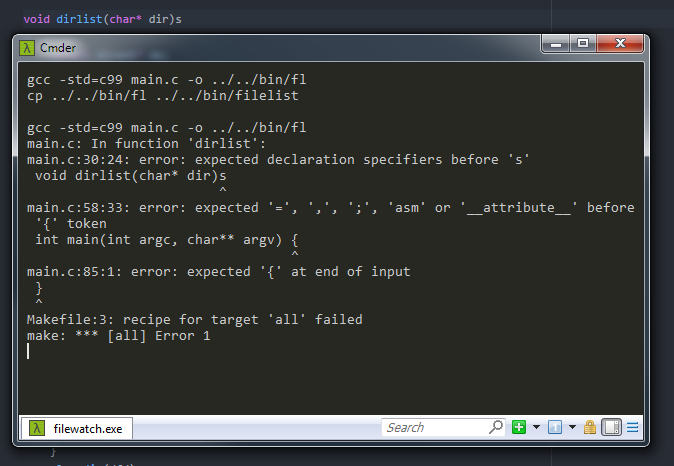 void dirlist(char* dir)s
Cmder
gcc -std=c99 main.c -o ../../bin/fl
cp ../../bin/fl ../../bin/filelist
gcc -std=c99 main.c -o ../../bin/fl
main.c: In function 'dirlist':
main.c:30:24: error: expected declaration specifiers before 's'
void dirlist(char* dir)s
^
main.c:58:33: error: expected '=', ',', ';', 'asm' or '__attribute__' before
'{' token
int main(int argc, char** argv) {
^
main.c:85:1: error: expected '{' at end of input
}
^
Makefile:3: recipe for target 'all' failed
make: *** [all] Error 1
λ filewatch.exe
Search
}